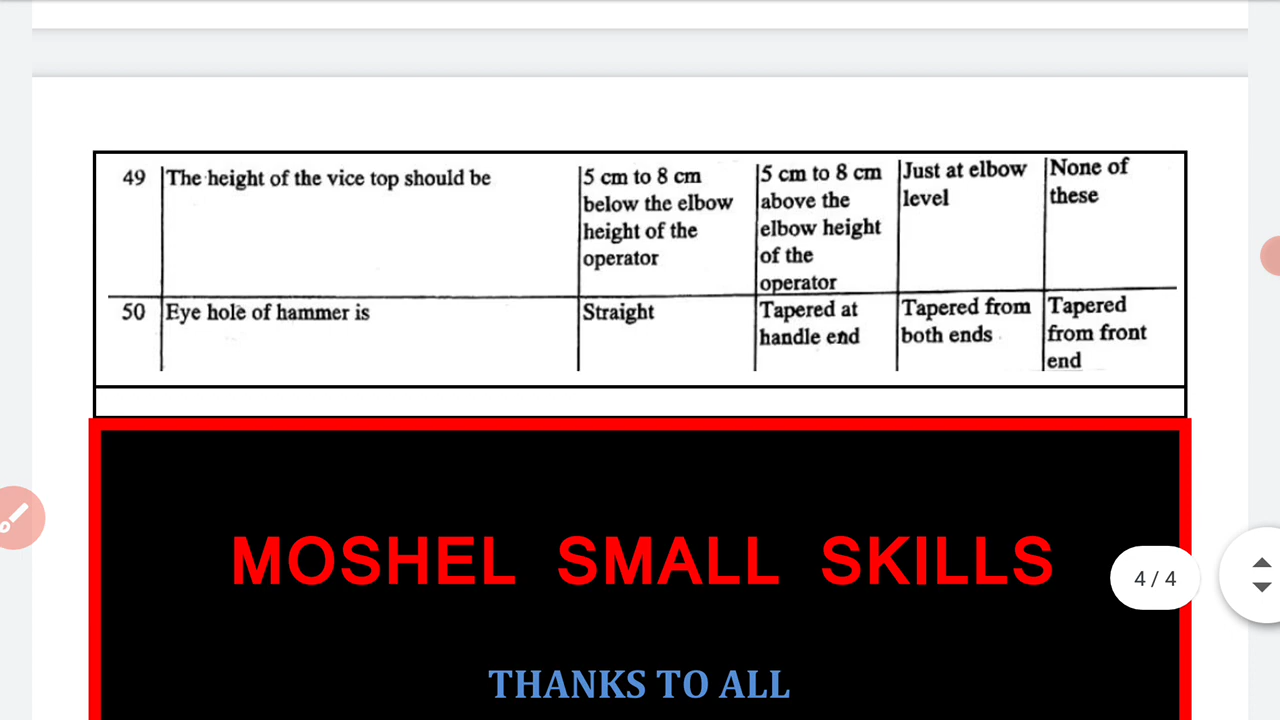 49 The height of the vice top should be
5 cm to 8 cm
below the elbow
height of the
operator
5 cm to 8 cm
above the
elbow height
of the
operator
Just at elbow
level
None of
these
50 Eye hole of hammer is
Straight
Tapered at
handle end
Tapered from
both ends
Tapered
from front
end
MOSHEL SMALL SKILLS
4 / 4
THANKS TO ALL